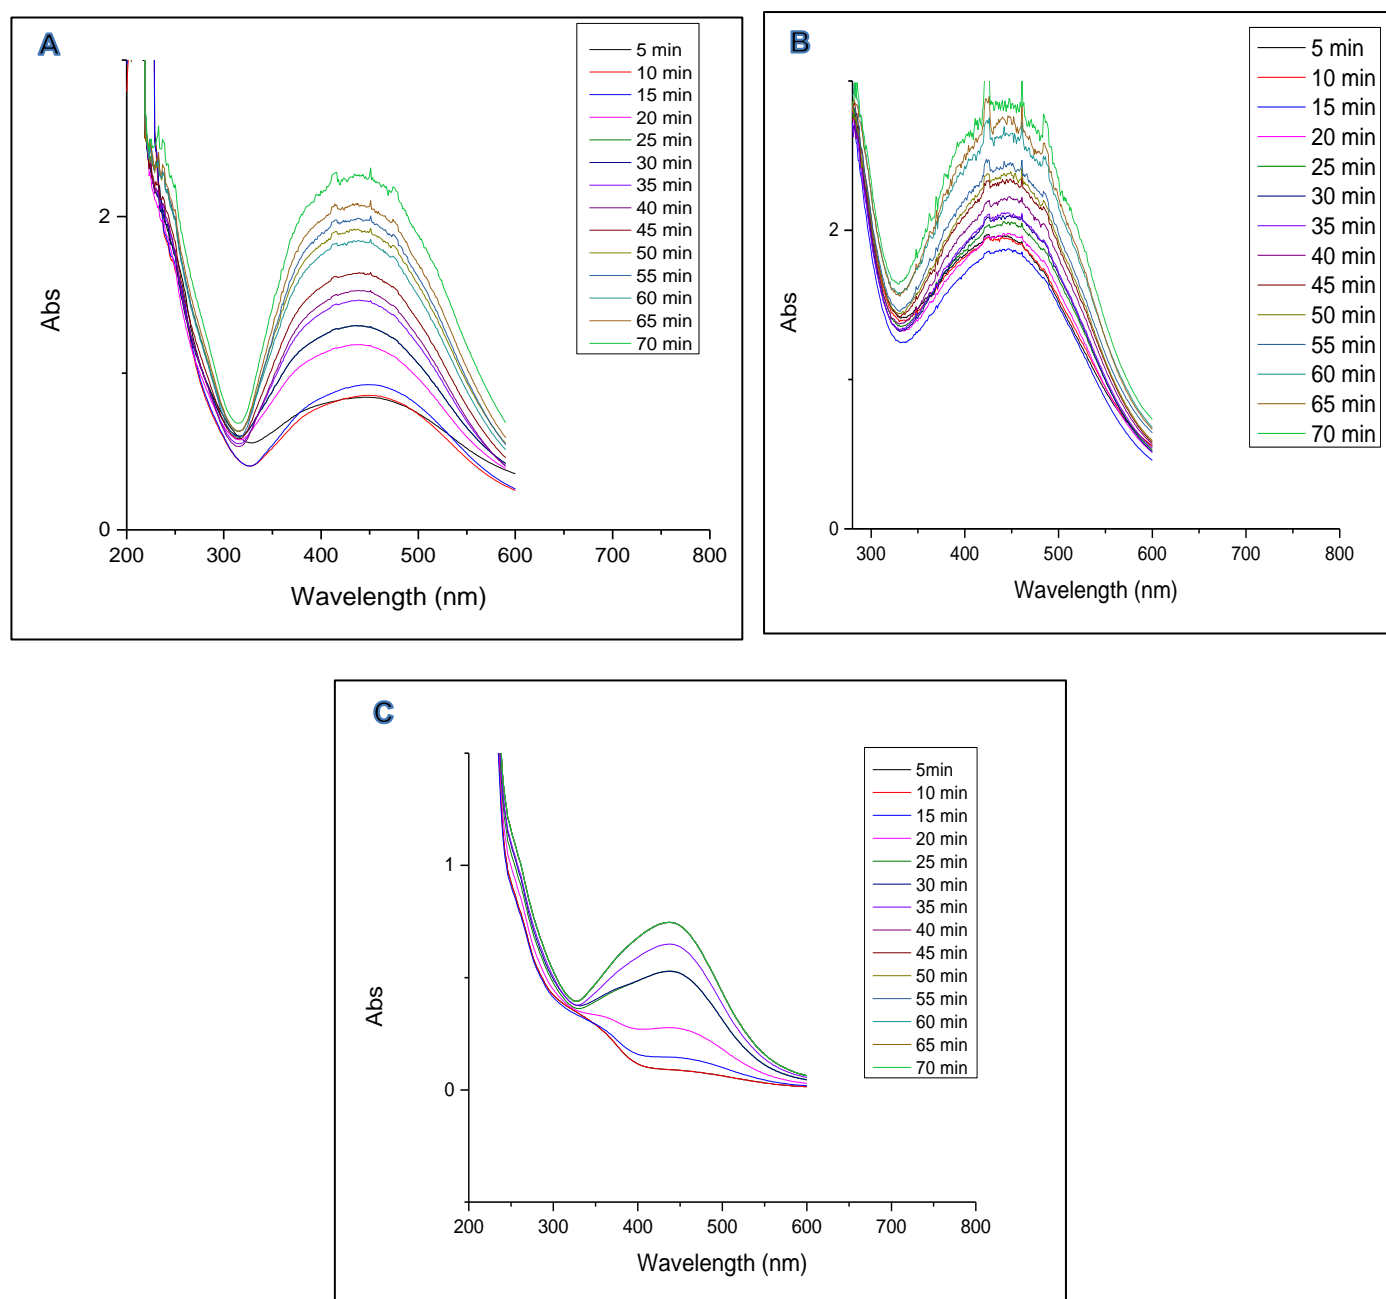 A
5 min
10 min
15 min
20 min
25 min
30 min
35 min
40 min
45 min
50 min
55 min
60 min
65 min
70 min
2
0
Abs
200 300 400 500 600 700 800
Wavelength (nm)
B
5 min
10 min
15 min
20 min
25 min
30 min
35 min
40 min
45 min
50 min
55 min
60 min
65 min
70 min
2
0
Abs
300 400 500 600 700 800
Wavelength (nm)
C
5min
10 min
15 min
20 min
25 min
30 min
35 min
40 min
45 min
50 min
55 min
60 min
65 min
70 min
1
0
Abs
200 300 400 500 600 700 800
Wavelength (nm)